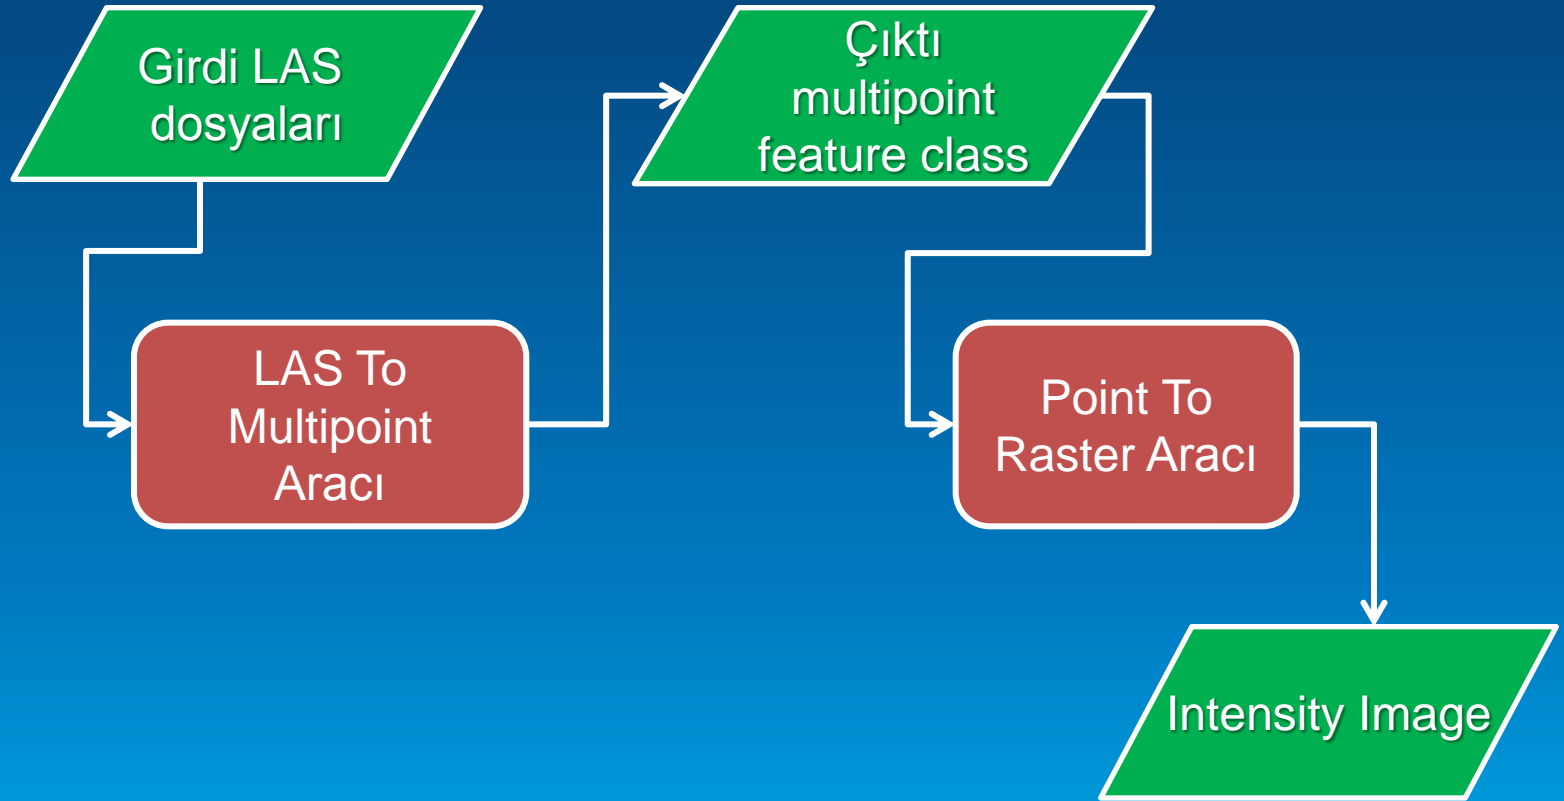 Girdi LAS
dosyaları
Çıktı
multipoint
feature class
LAS To
Multipoint
Aracı
Point To
Raster Aracı
Intensity Image